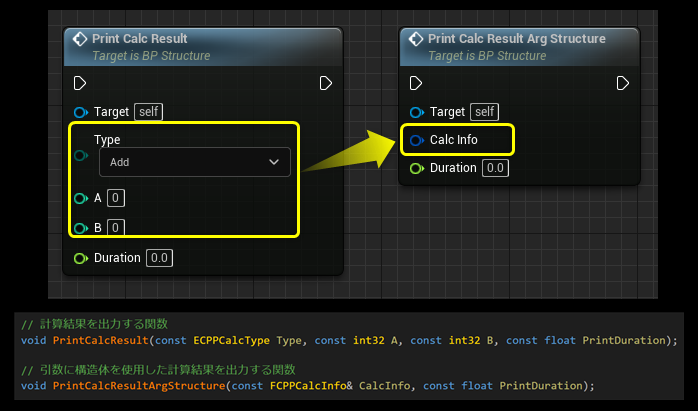 Print Calc Result
Target is BP Structure
Target self
Type
Add
A 0
B 0
Duration 0.0
Print Calc Result Arg Structure
Target is BP Structure
Target self
Calc Info
Duration 0.0
// 計算結果を出力する関数
void PrintCalcResult(const ECPPCalcType Type, const int32 A, const int32 B, const float PrintDuration);
// 引数に構造体を使用した計算結果を出力する関数
void PrintCalcResultArgStructure(const FCPPCalcInfo& CalcInfo, const float PrintDuration);